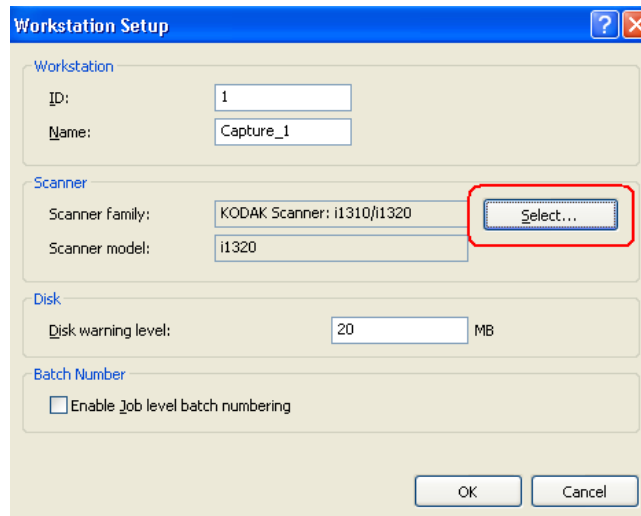 Workstation Setup
Workstation
ID: 1
Name: Capture_1
Scanner
Scanner family: KODAK Scanner: i1310/i1320 Select...
Scanner model: i1320
Disk
Disk warning level: 20 MB
Batch Number
Enable Job level batch numbering
OK Cancel